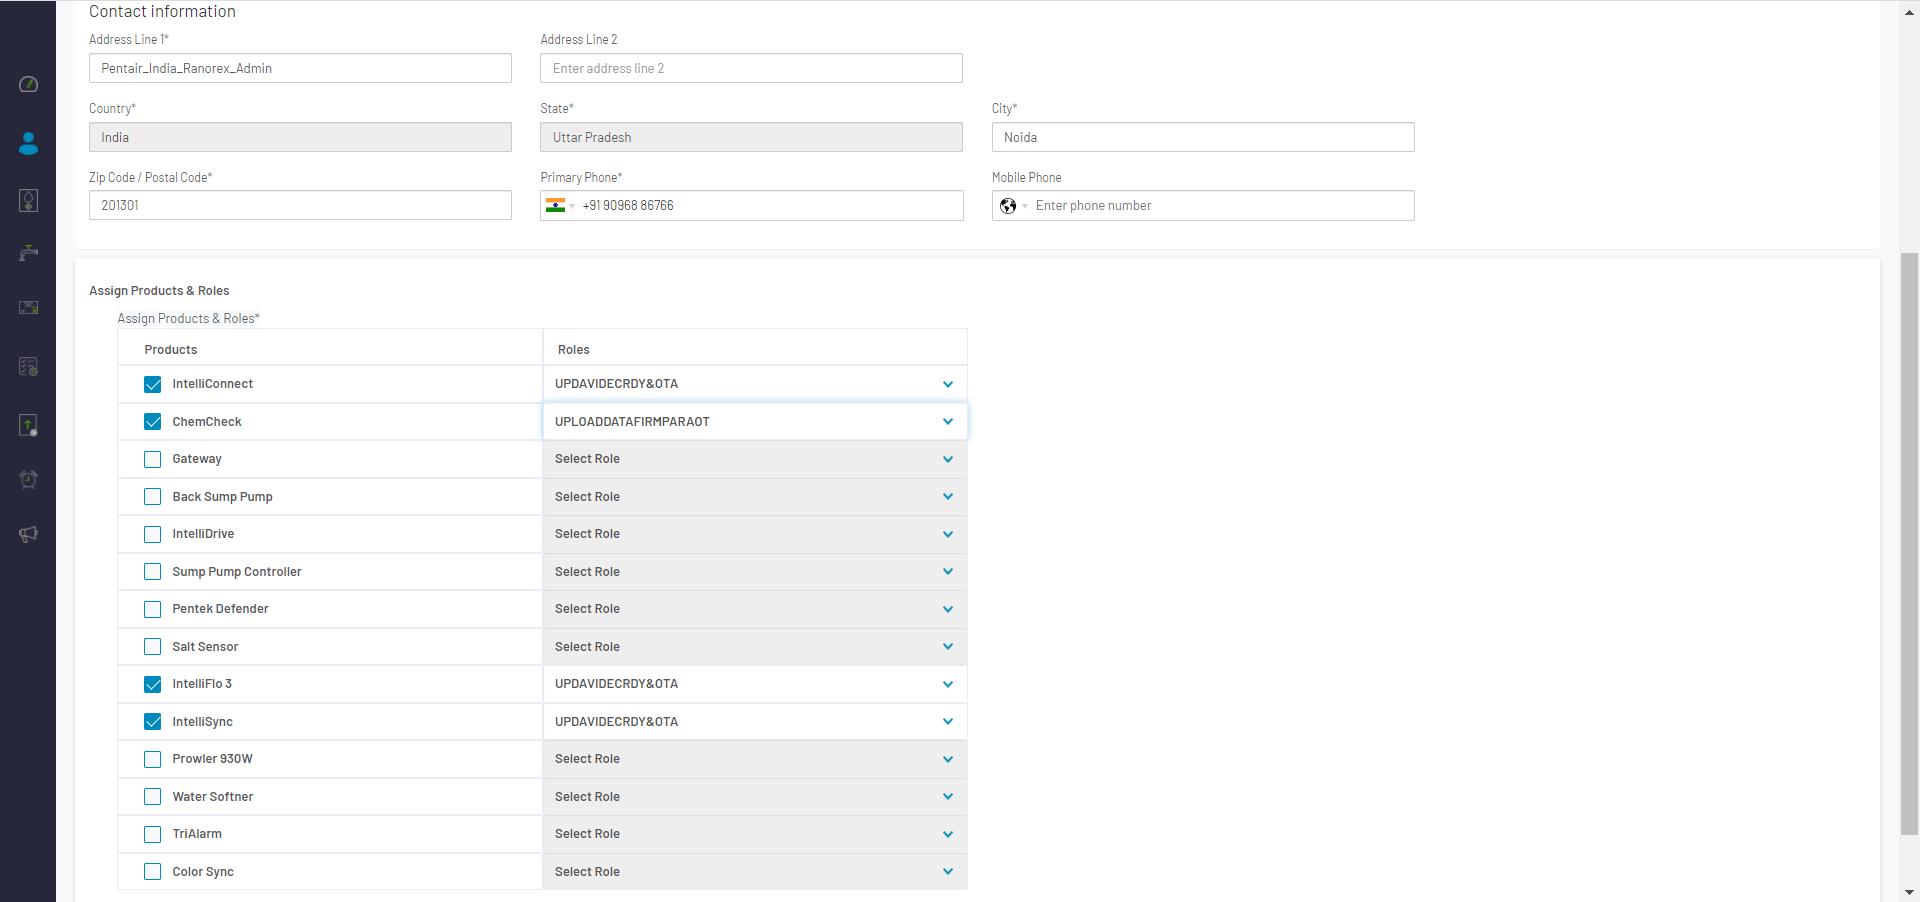 Contact information
Address Line 1* Address Line 2
Pentair_India_Ranorex_Admin Enter address line 2
Country* State* City*
India Uttar Pradesh Noida
Zip Code / Postal Code* Primary Phone* Mobile Phone
201301 +91 90968 86766 Enter phone number
Assign Products & Roles
Assign Products & Roles*
Products Roles
IntelliConnect UPDAVIDECRDY&OTA
ChemCheck UPLOADDATAFIRMPARAOT
Gateway Select Role
Back Sump Pump Select Role
IntelliDrive Select Role
Sump Pump Controller Select Role
Pentek Defender Select Role
Salt Sensor Select Role
IntelliFlo 3 UPDAVIDECRDY&OTA
IntelliSync UPDAVIDECRDY&OTA
Prowler 930W Select Role
Water Softner Select Role
TriAlarm Select Role
Color Sync Select Role